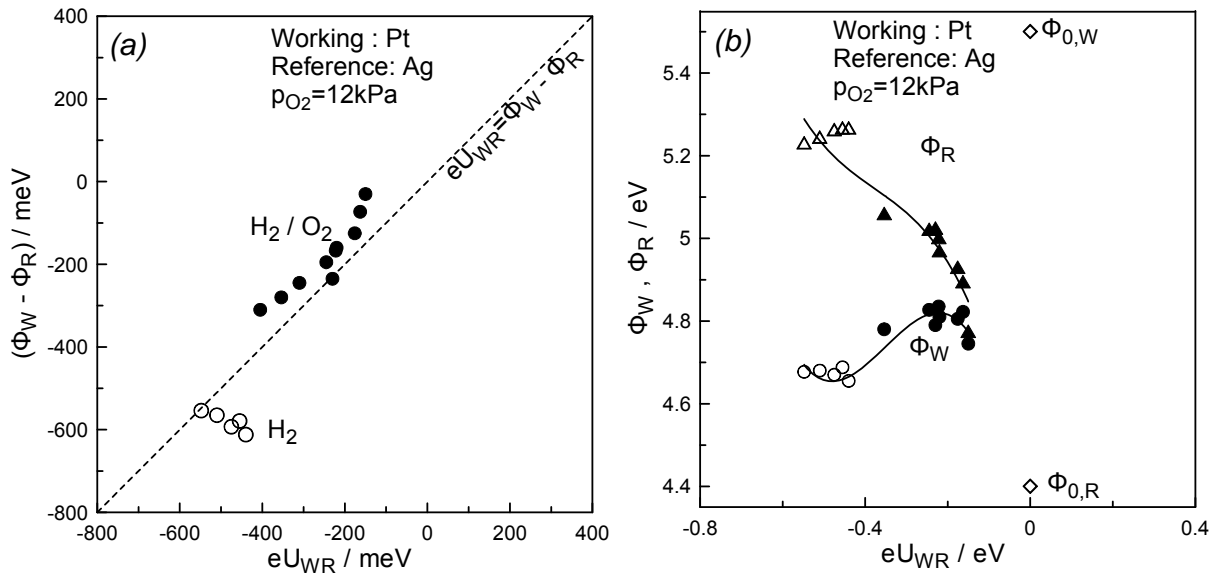 (a)
Working : Pt
Reference: Ag
pO2=12kPa
eUWR=ΦW - ΦR
H2 / O2
H2
400
200
0
-200
-400
-600
-800
(ΦW - ΦR) / meV
-800 -600 -400 -200 0 200 400
eUWR / meV
(b)
Working : Pt
Reference: Ag
pO2=12kPa
Φ0,W
ΦR
ΦW
Φ0,R
5.4
5.2
5
4.8
4.6
4.4
ΦW , ΦR / eV
-0.8 -0.4 0 0.4
eUWR / eV